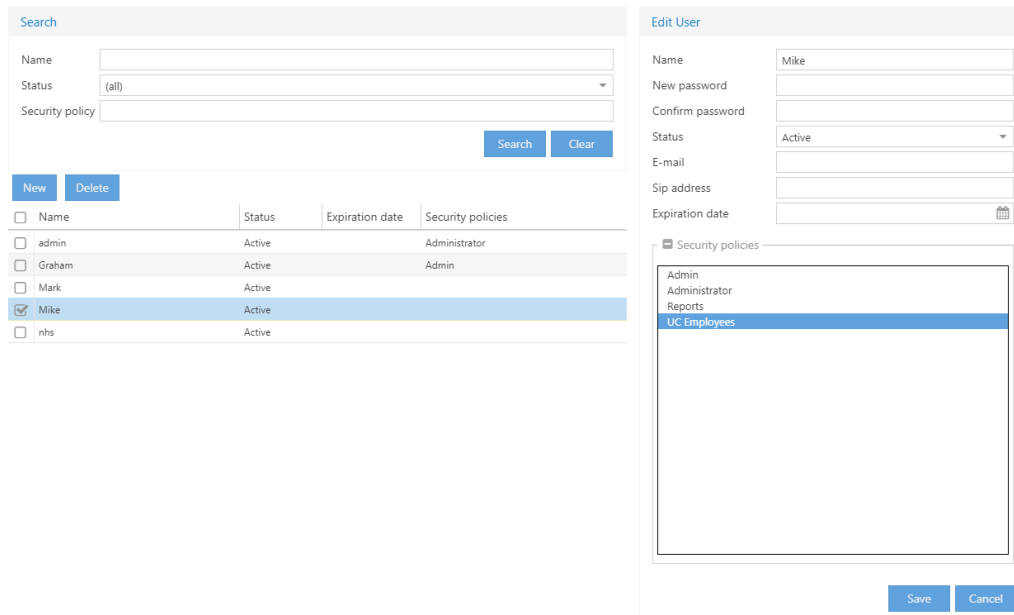 Search
Name
Status (all)
Security policy
Search Clear
New Delete
Name Status Expiration date Security policies
admin Active Administrator
Graham Active Admin
Mark Active
Mike Active
nhs Active
Edit User
Name Mike
New password
Confirm password
Status Active
E-mail
Sip address
Expiration date
Security policies
Admin
Administrator
Reports
UC Employees
Save Cancel